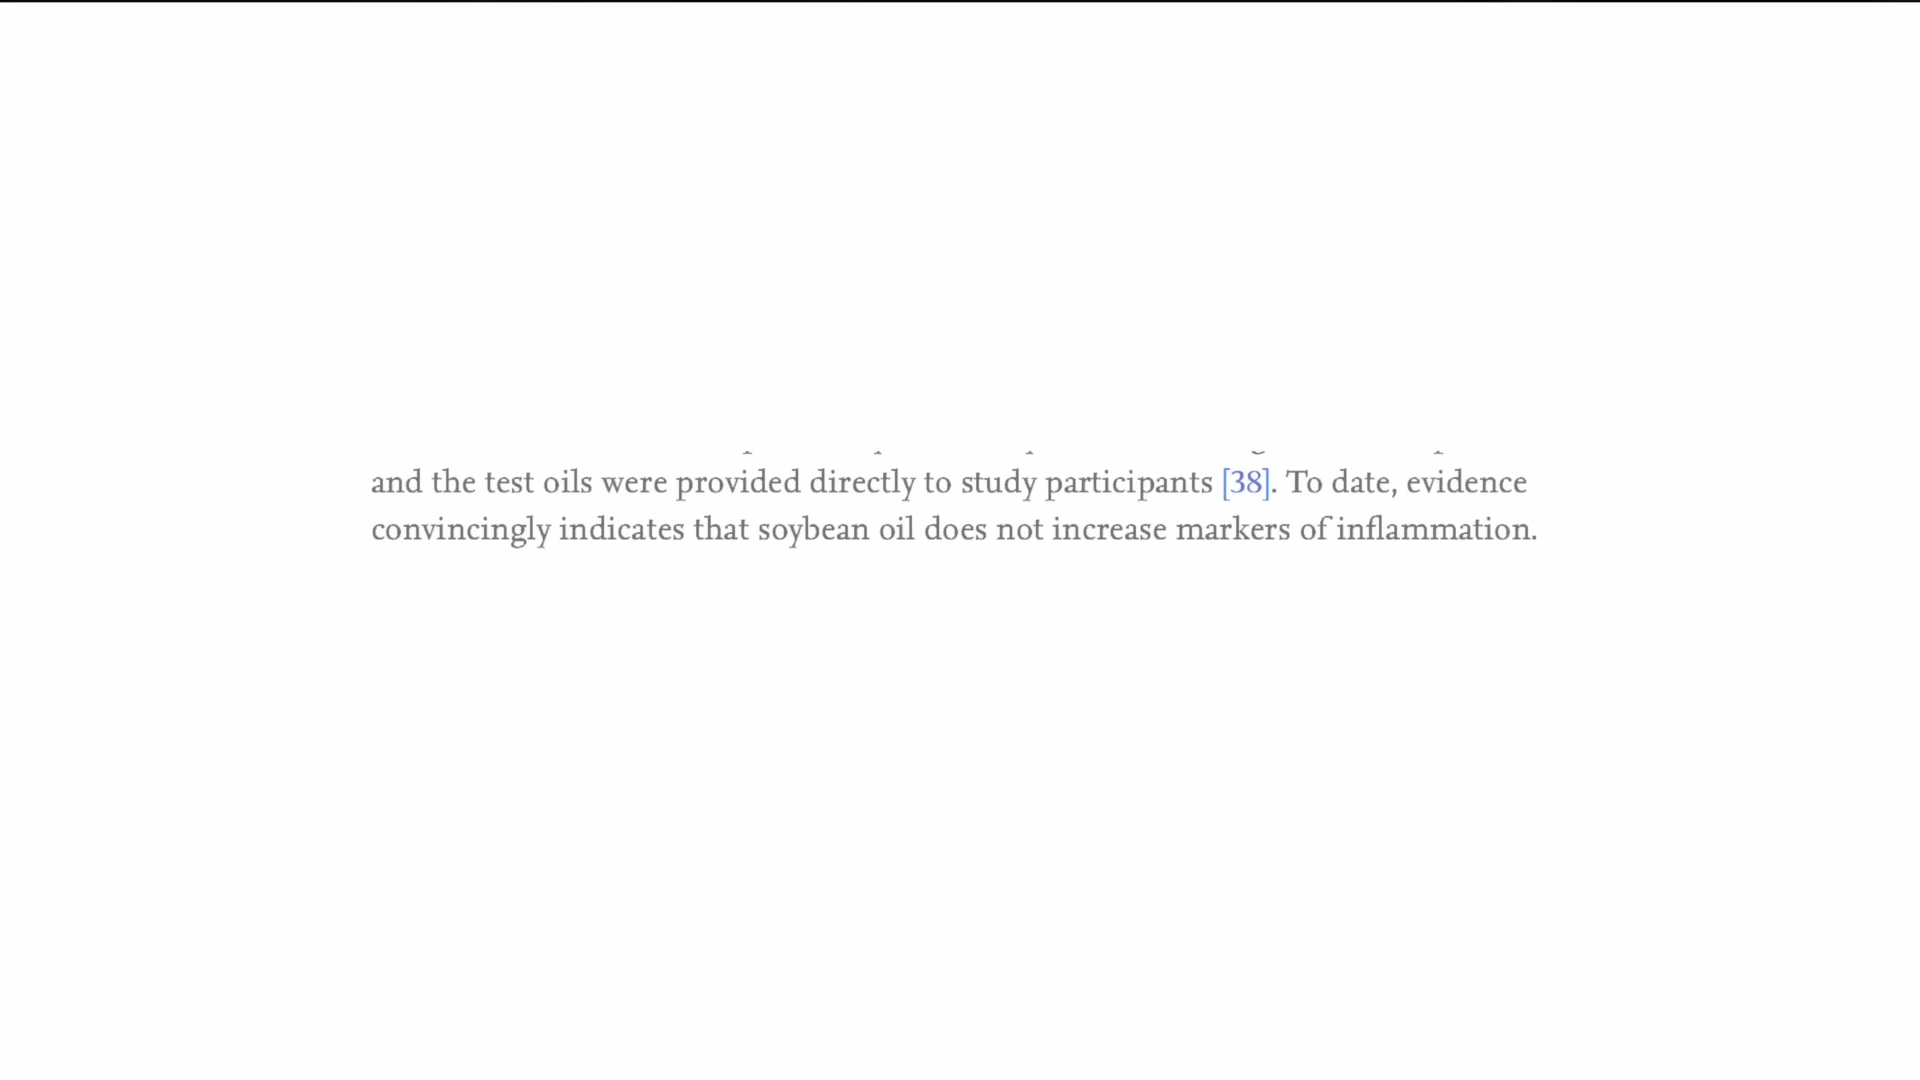 and the test oils were provided directly to study participants [38]. To date, evidence
convincingly indicates that soybean oil does not increase markers of inflammation.